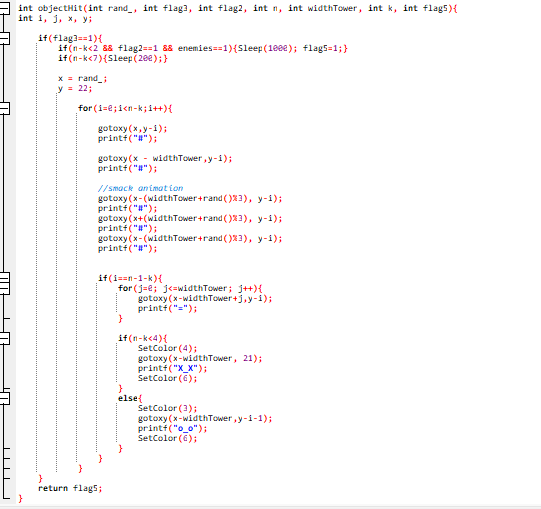 int objectHit(int rand_, int flag3, int flag2, int n, int widthTower, int k, int flag5){
int i, j, x, y;
if(flag3==1){
if(n-k<2 && flag2==1 && enemies==1){Sleep(1000); flag5=1;}
if(n-k<7){Sleep(200);}
x = rand_;
y = 22;
for(i=0;i<n-k;i++){
gotoxy(x,y-i);
printf("#");
gotoxy(x - widthTower,y-i);
printf("#");
//smack animation
gotoxy(x-(widthTower+rand()%3), y-i);
printf("#");
gotoxy(x+(widthTower+rand()%3), y-i);
printf("#");
gotoxy(x-(widthTower+rand()%3), y-i);
printf("#");
if(i==n-1-k){
for(j=0; j<=widthTower; j++){
gotoxy(x-widthTower+j,y-i);
printf("=");
}
if(n-k<4){
SetColor(4);
gotoxy(x-widthTower, 21);
printf("X_X");
SetColor(6);
}
else{
SetColor(3);
gotoxy(x-widthTower,y-i-1);
printf("o_o");
SetColor(6);
}
}
}
}
return flag5;
}